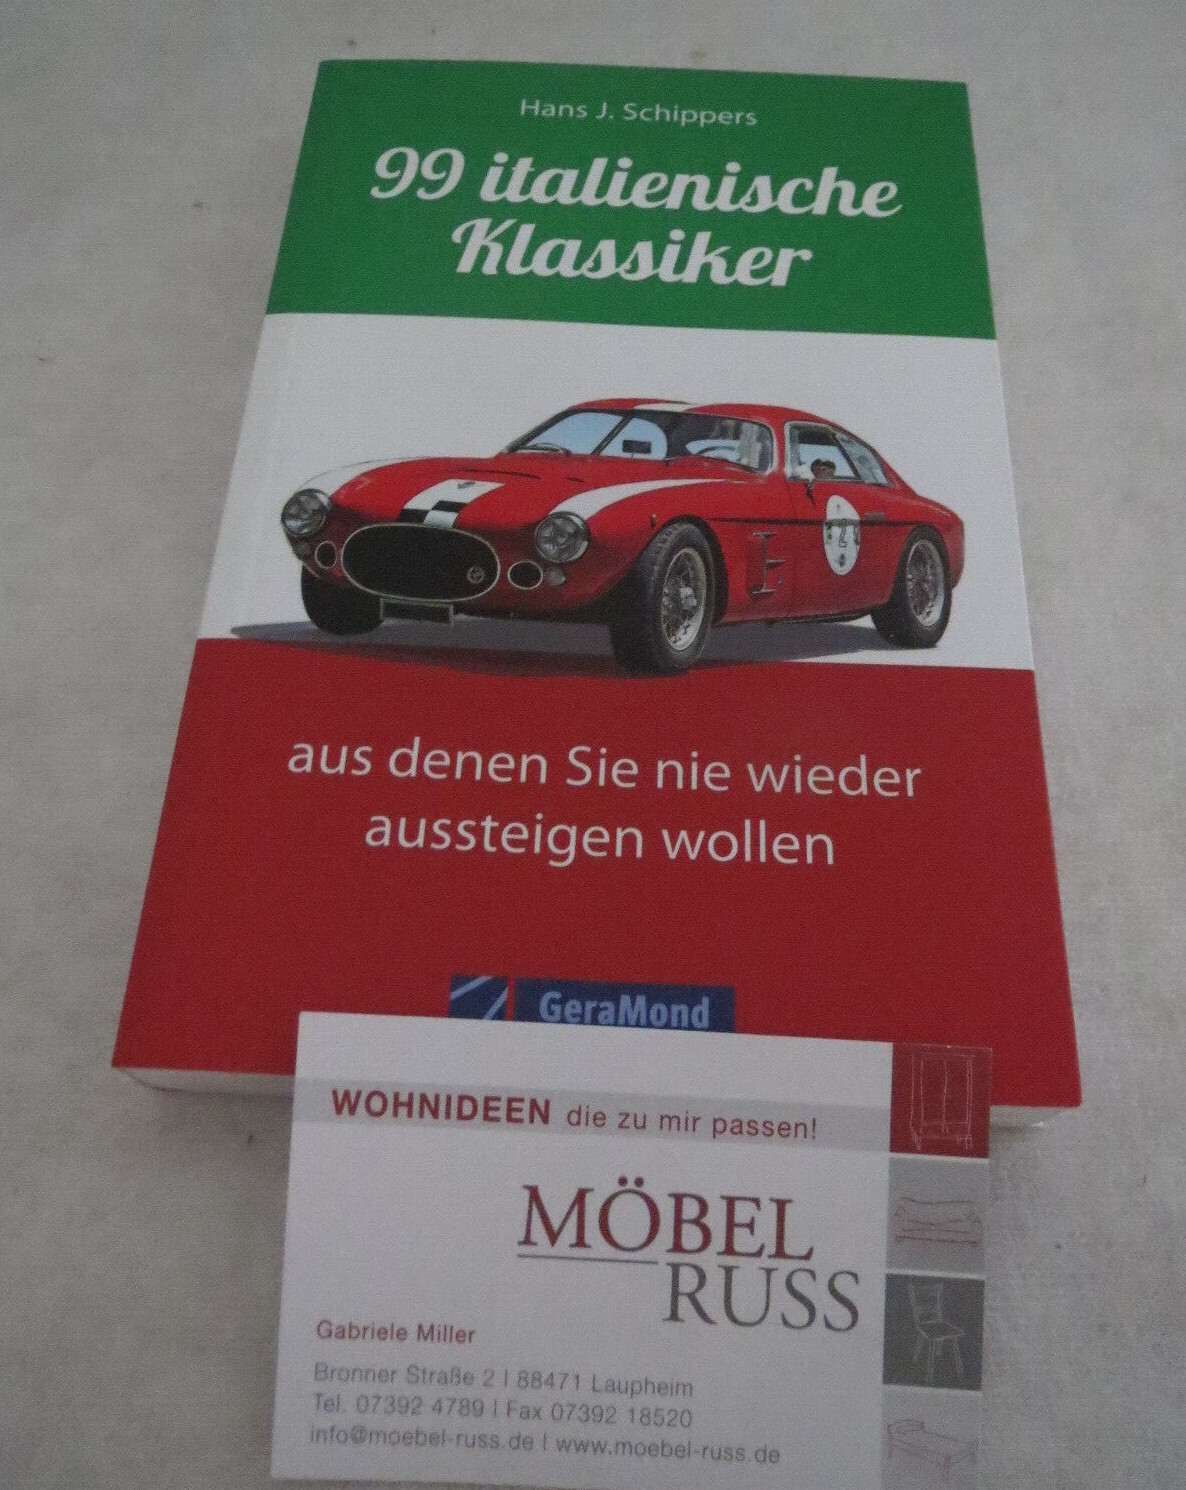 Hans J. Schippers
99 italienische
Klassiker
aus denen Sie nie wieder
aussteigen wollen
GeraMond
WOHNIDEEN die zu mir passen!
MÖBEL
RUSS
Gabriele Miller
Bronner Straße 2 | 88471 Laupheim
Tel. 07392 4789 | Fax 07392 18520
info@moebel-russ.de | www.moebel-russ.de